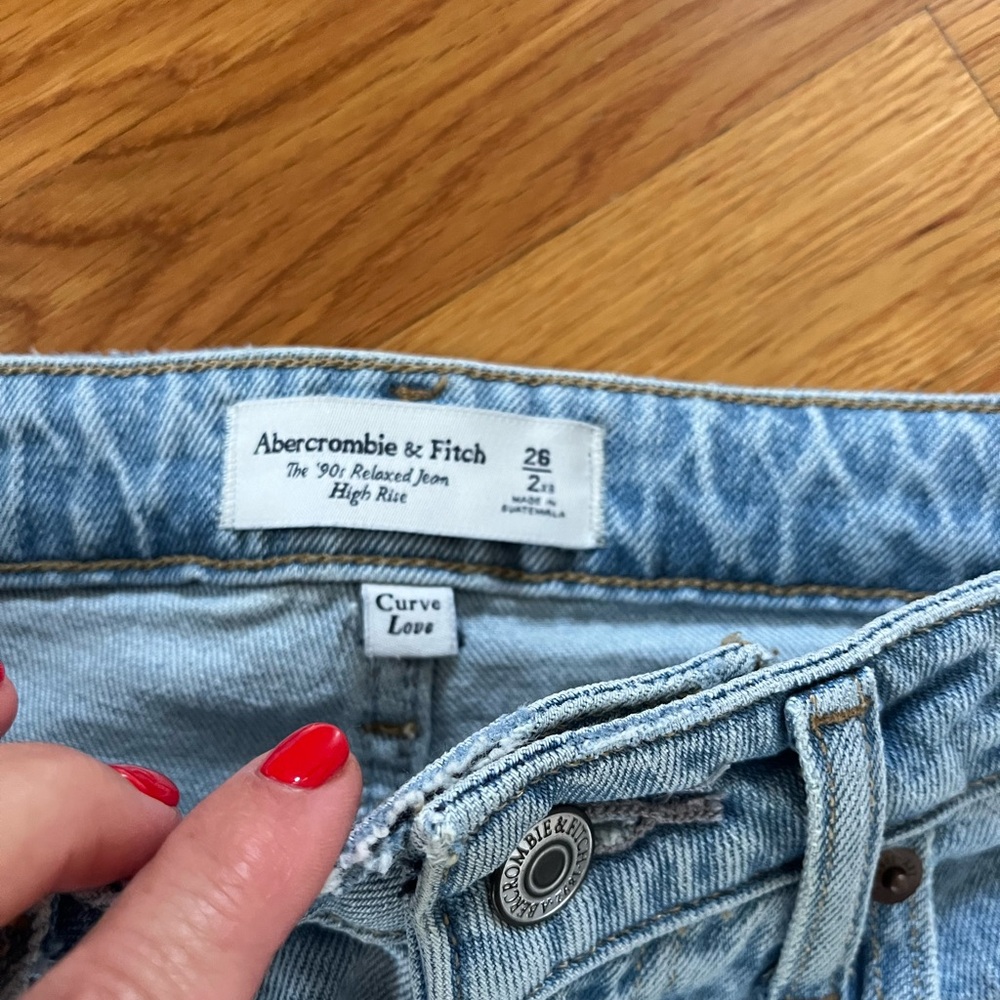 Abercrombie & Fitch
The '90s Relaxed Jean
High Rise
26
2
MADE IN
GUATEMALA
Curve
Love
ABERCROMBIE & FITCH